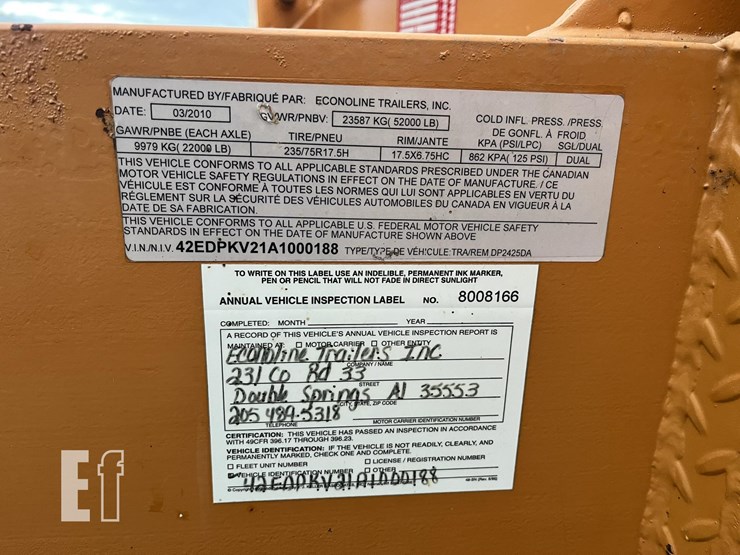 MANUFACTURED BY/FABRIQUÉ PAR: ECONOLINE TRAILERS, INC.
DATE: 03/2010 GVWR/PNBV: 23587 KG( 52000 LB) COLD INFL. PRESS. /PRESS.
DE GONFL. À FROID
GAWR/PNBE (EACH AXLE) TIRE/PNEU RIM/JANTE KPA (PSI/LPC) SGL/DUAL
9979 KG( 22000 LB) 235/75R17.5H 17.5X6.75HC 862 KPA( 125 PSI) DUAL
THIS VEHICLE CONFORMS TO ALL APPLICABLE STANDARDS PRESCRIBED UNDER THE CANADIAN
MOTOR VEHICLE SAFETY REGULATIONS IN EFFECT ON THE DATE OF MANUFACTURE. / CE
VÉHICULE EST CONFORME À TOUTES LES NORMES QUI LUI SONT APPLICABLES EN VERTU DU
RÈGLEMENT SUR LA SÉCURITÉ DES VÉHICULES AUTOMOBILES DU CANADA EN VIGUEUR À LA
DATE DE SA FABRICATION.
THIS VEHICLE CONFORMS TO ALL APPLICABLE U.S. FEDERAL MOTOR VEHICLE SAFETY
STANDARDS IN EFFECT ON THE DATE OF MANUFACTURE SHOWN ABOVE
V.I.N./N.I.V. 42EDPKV21A1000188 TYPE/TYPE DE VÉHICULE: TRA/REM DP2425DA
TO WRITE ON THIS LABEL USE AN INDELIBLE, PERMANENT INK MARKER,
PEN OR PENCIL THAT WILL NOT FADE IN DIRECT SUNLIGHT
ANNUAL VEHICLE INSPECTION LABEL NO. 8008166
COMPLETED: MONTH YEAR
A RECORD OF THIS VEHICLE'S ANNUAL VEHICLE INSPECTION REPORT IS
MAINTAINED AT: MOTOR CARRIER OTHER ENTITY
Econoline Trailers Inc
COMPANY NAME
231 Co Rd 33
STREET
Double Springs Al 35553
CITY, STATE, ZIP CODE
205 489-5318
TELEPHONE MOTOR CARRIER IDENTIFICATION NUMBER
CERTIFICATION: THIS VEHICLE HAS PASSED AN INSPECTION IN ACCORDANCE
WITH 49CFR 396.17 THROUGH 396.23.
VEHICLE IDENTIFICATION: IF THE VEHICLE IS NOT READILY, CLEARLY, AND
PERMANENTLY MARKED, CHECK ONE AND COMPLETE.
FLEET UNIT NUMBER LICENSE / REGISTRATION NUMBER
VEHICLE IDENTIFICATION NUMBER OTHER
42EDPKV21A1000188
Ef